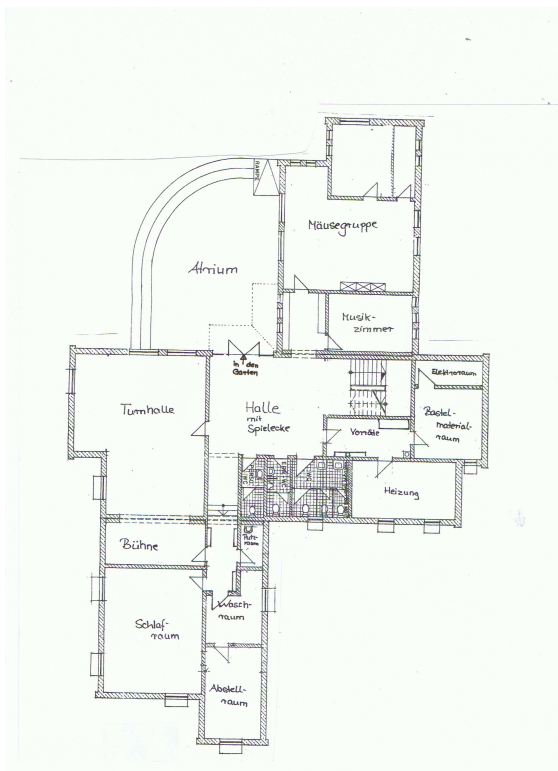 RAMPE
Mäusegruppe
Atrium
Musik-
zimmer
in den
Garten
Elektroraum
Turnhalle
Halle
mit
Spielecke
Bastel-
material-
raum
Vorräte
Heizung
Bühne
Putz-
raum
Wasch-
raum
Schlaf-
raum
Abstell-
raum